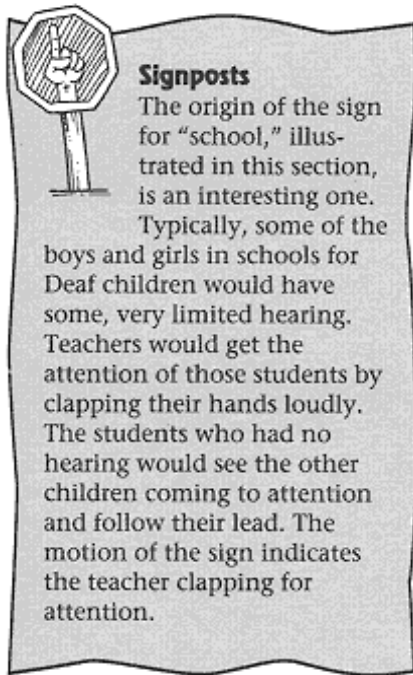 Signposts
The origin of the sign
for “school,” illus-
trated in this section,
is an interesting one.
Typically, some of the
boys and girls in schools for
Deaf children would have
some, very limited hearing.
Teachers would get the
attention of those students by
clapping their hands loudly.
The students who had no
hearing would see the other
children coming to attention
and follow their lead. The
motion of the sign indicates
the teacher clapping for
attention.